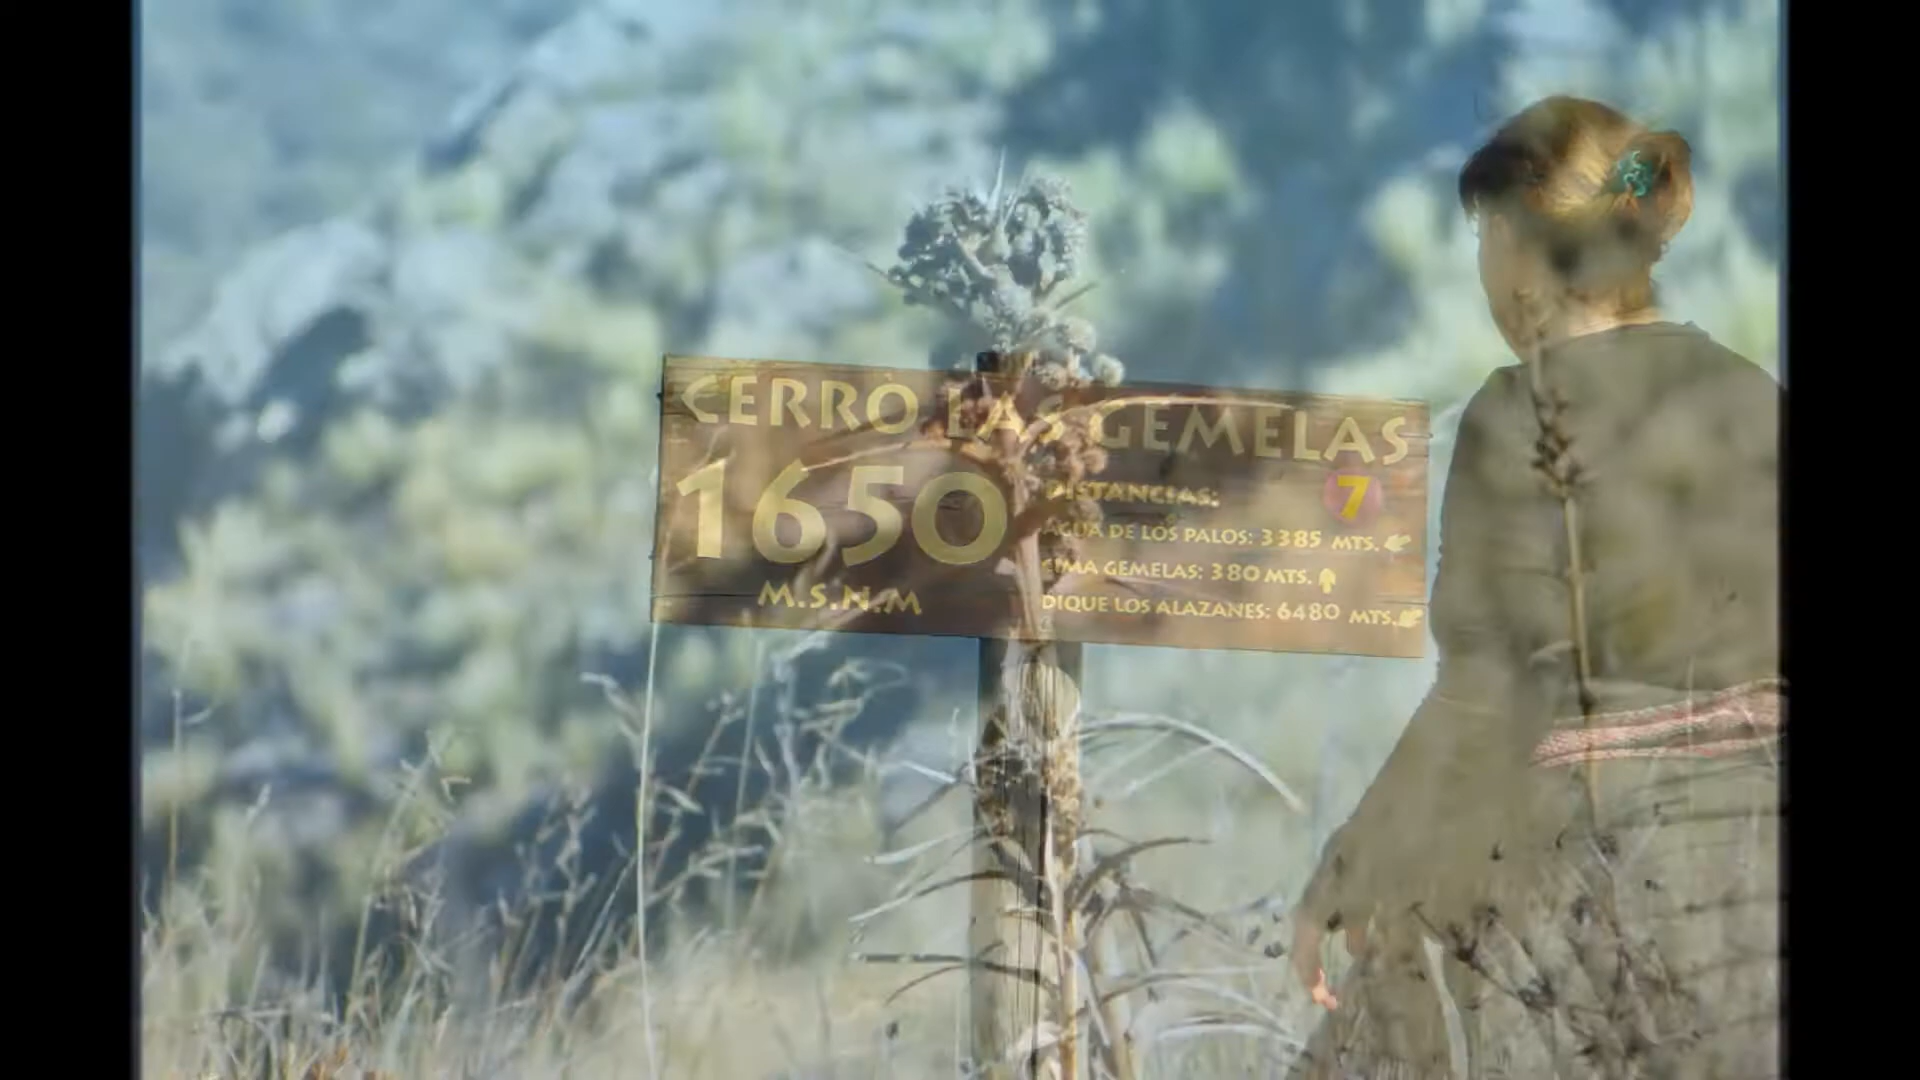 CERRO LAS GEMELAS
1650
M.S.N.M
DISTANCIAS:
7
AGUA DE LOS PALOS: 3385 MTS.
CIMA GEMELAS: 380 MTS.
DIQUE LOS ALAZANES: 6480 MTS.